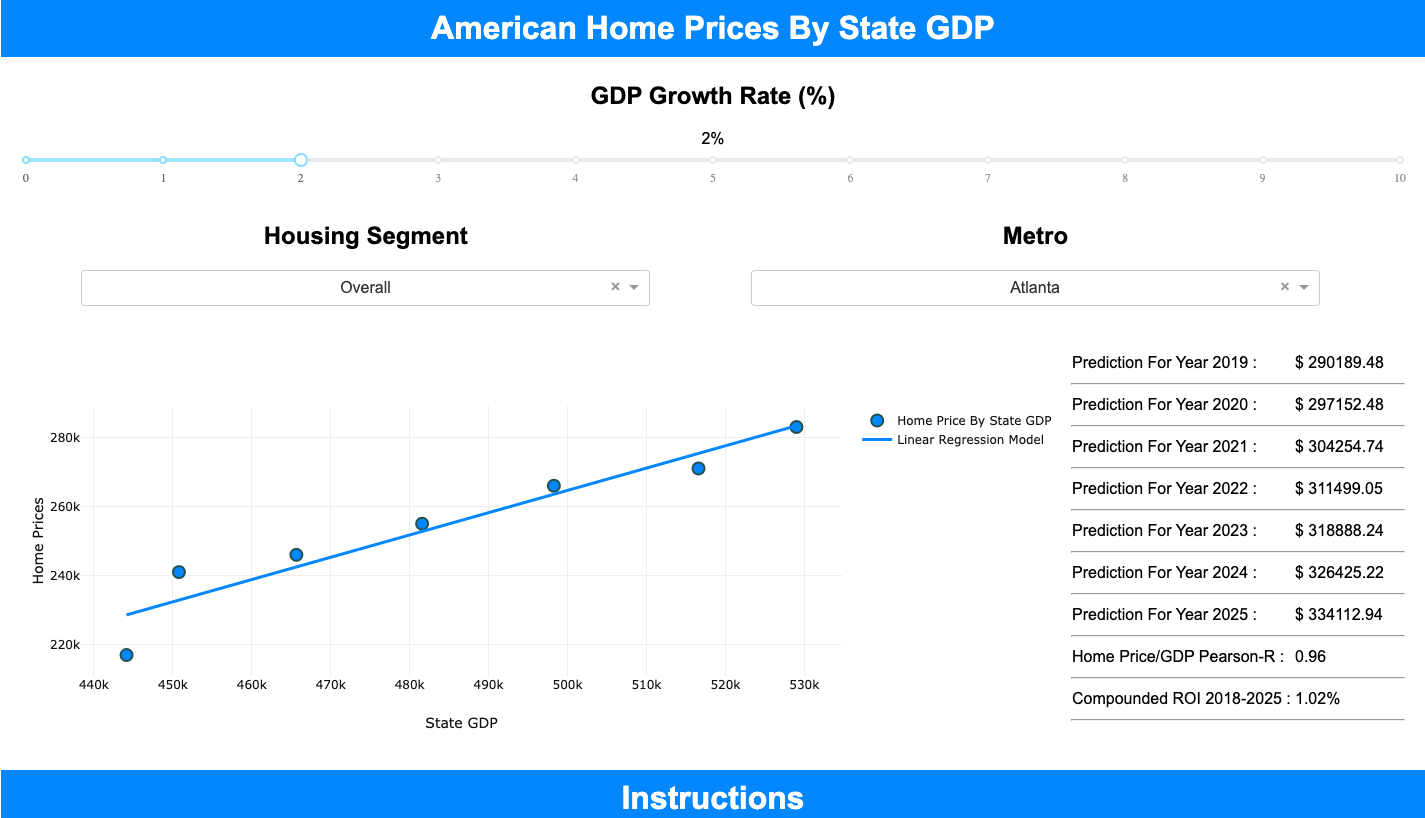 American Home Prices By State GDP
GDP Growth Rate (%)
2%
0 1 2 3 4 5 6 7 8 9 10
Housing Segment
Metro
Overall × 
Atlanta ×
Home Price By State GDP
Linear Regression Model
280k
260k
240k
220k
Home Prices
440k 450k 460k 470k 480k 490k 500k 510k 520k 530k
State GDP
Prediction For Year 2019 : $ 290189.48
Prediction For Year 2020 : $ 297152.48
Prediction For Year 2021 : $ 304254.74
Prediction For Year 2022 : $ 311499.05
Prediction For Year 2023 : $ 318888.24
Prediction For Year 2024 : $ 326425.22
Prediction For Year 2025 : $ 334112.94
Home Price/GDP Pearson-R : 0.96
Compounded ROI 2018-2025 : 1.02%
Instructions